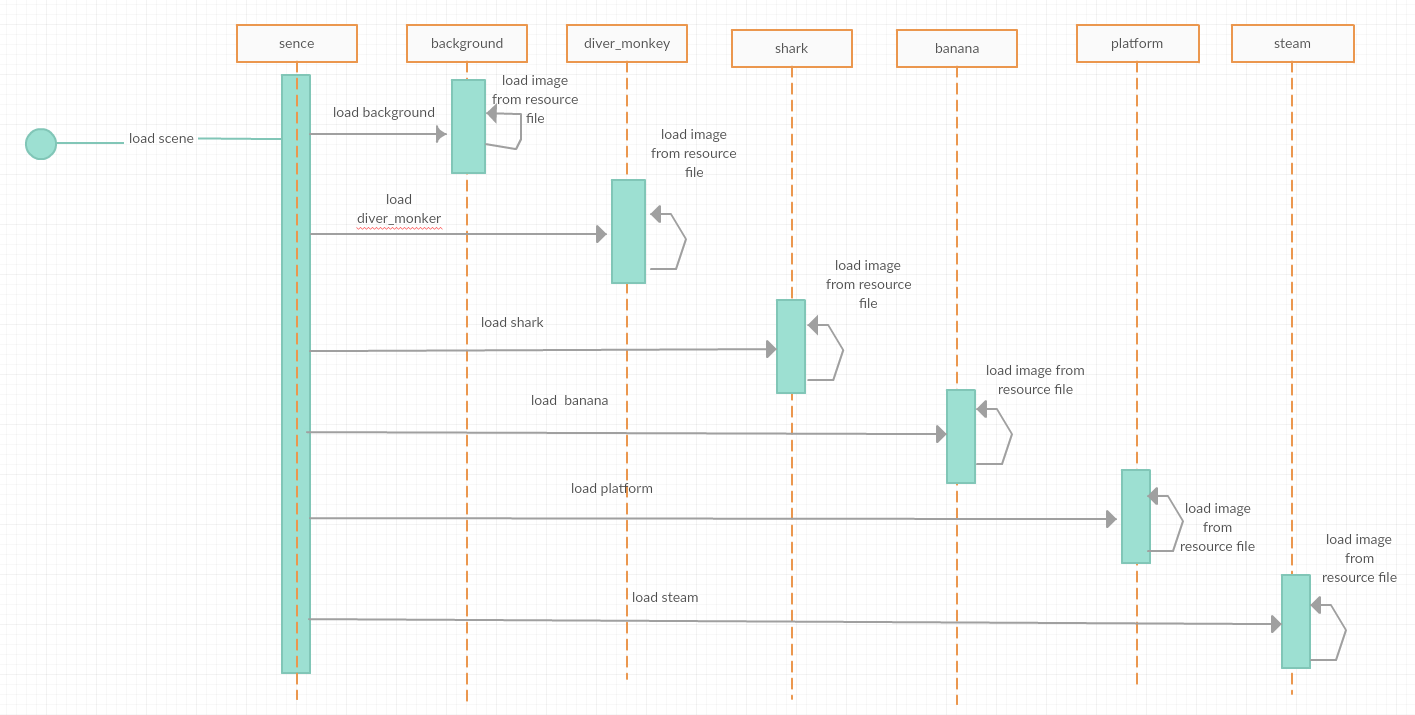 sence
background
diver_monkey
shark
banana
platform
steam
load image
from resource
file
load background
load scene
load image
from resource
file
load
diver_monker
load image
from resource
file
load shark
load image from
resource file
load  banana
load platform
load image
from
resource file
load image
from
resource file
load steam